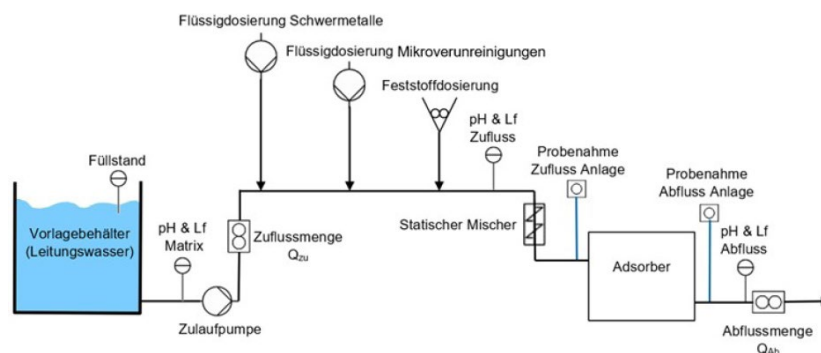 Flüssigdosierung Schwermetalle
Flüssigdosierung Mikroverunreinigungen
Feststoffdosierung
pH & Lf
Zufluss
Probenahme
Zufluss Anlage
Probenahme
Abfluss Anlage
Füllstand
Vorlagebehälter
(Leitungswasser)
pH & Lf
Matrix
Zuflussmenge
Qzu
Statischer Mischer
pH & Lf
Abfluss
Adsorber
Zulaufpumpe
Abflussmenge
QAb